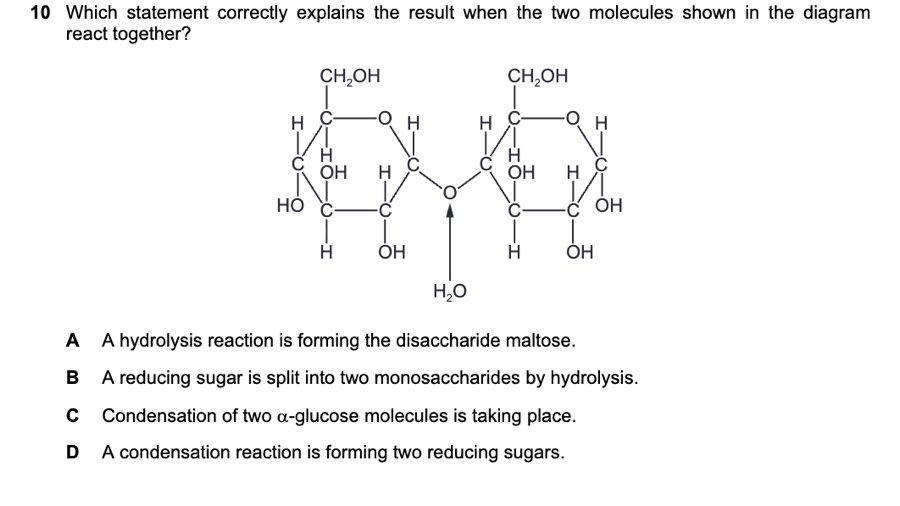 10 Which statement correctly explains the result when the two molecules shown in the diagram
react together?
CH₂OH CH₂OH
H C O H H C O H
H H
C OH H C C OH H C
O
HO C C C C OH
H OH H OH
H₂O
A A hydrolysis reaction is forming the disaccharide maltose.
B A reducing sugar is split into two monosaccharides by hydrolysis.
C Condensation of two α-glucose molecules is taking place.
D A condensation reaction is forming two reducing sugars.